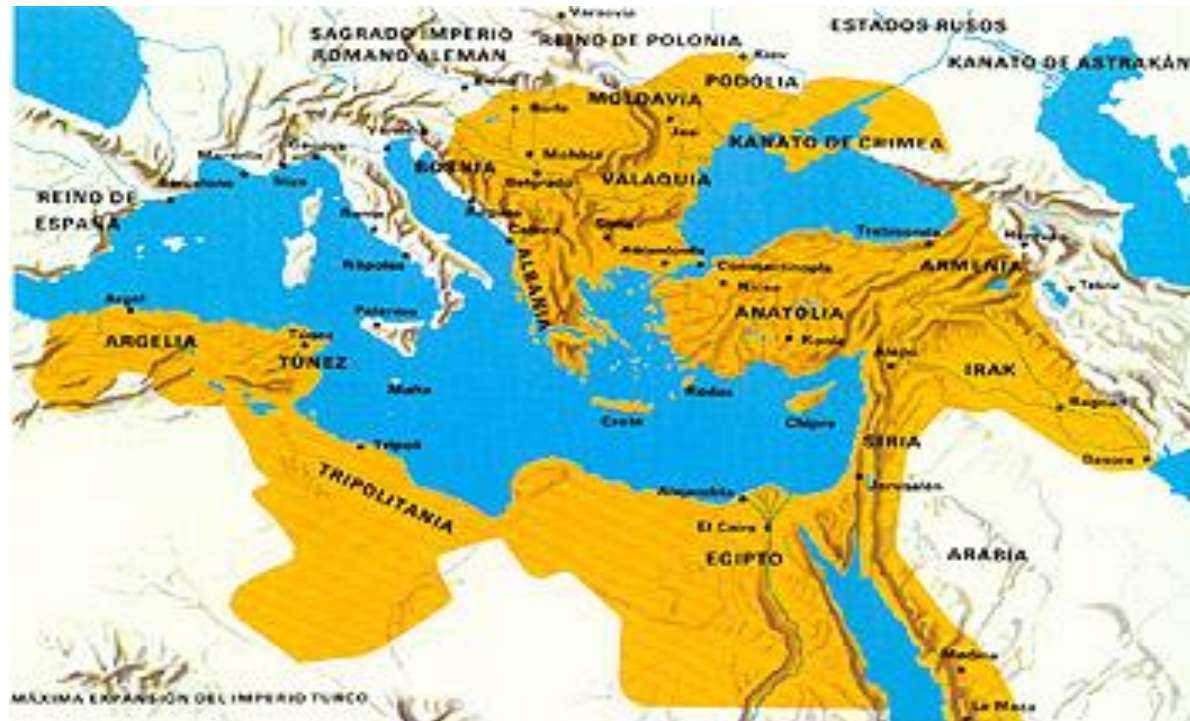 Varsovia
ESTADOS RUSOS
SAGRADO IMPERIO
ROMANO ALEMÁN
REINO DE POLONIA
KANATO DE ASTRAKÁN
Kiev
PODOLIA
Viena
Buda
MOLDAVIA
Jasi
KANATO DE CRIMEA
Venecia
Génova
Marsella
Niza
Barcelona
Mohács
BOSNIA
Belgrado
VALAQUIA
REINO DE
ESPAÑA
Roma
Nápoles
ALBANIA
Adrianópolis
Constantinopla
Nicea
Trebisonda
ARMENIA
Tabriz
ANATOLIA
Konia
Alepo
Argel
ARGELIA
Túnez
TÚNEZ
Palermo
Malta
Rodas
Creta
Chipre
IRAK
Bagdad
Basora
SIRIA
Jerusalén
Trípoli
TRIPOLITANIA
Alejandría
El Cairo
EGIPTO
ARABIA
Medina
La Meca
MÁXIMA EXPANSIÓN DEL IMPERIO TURCO